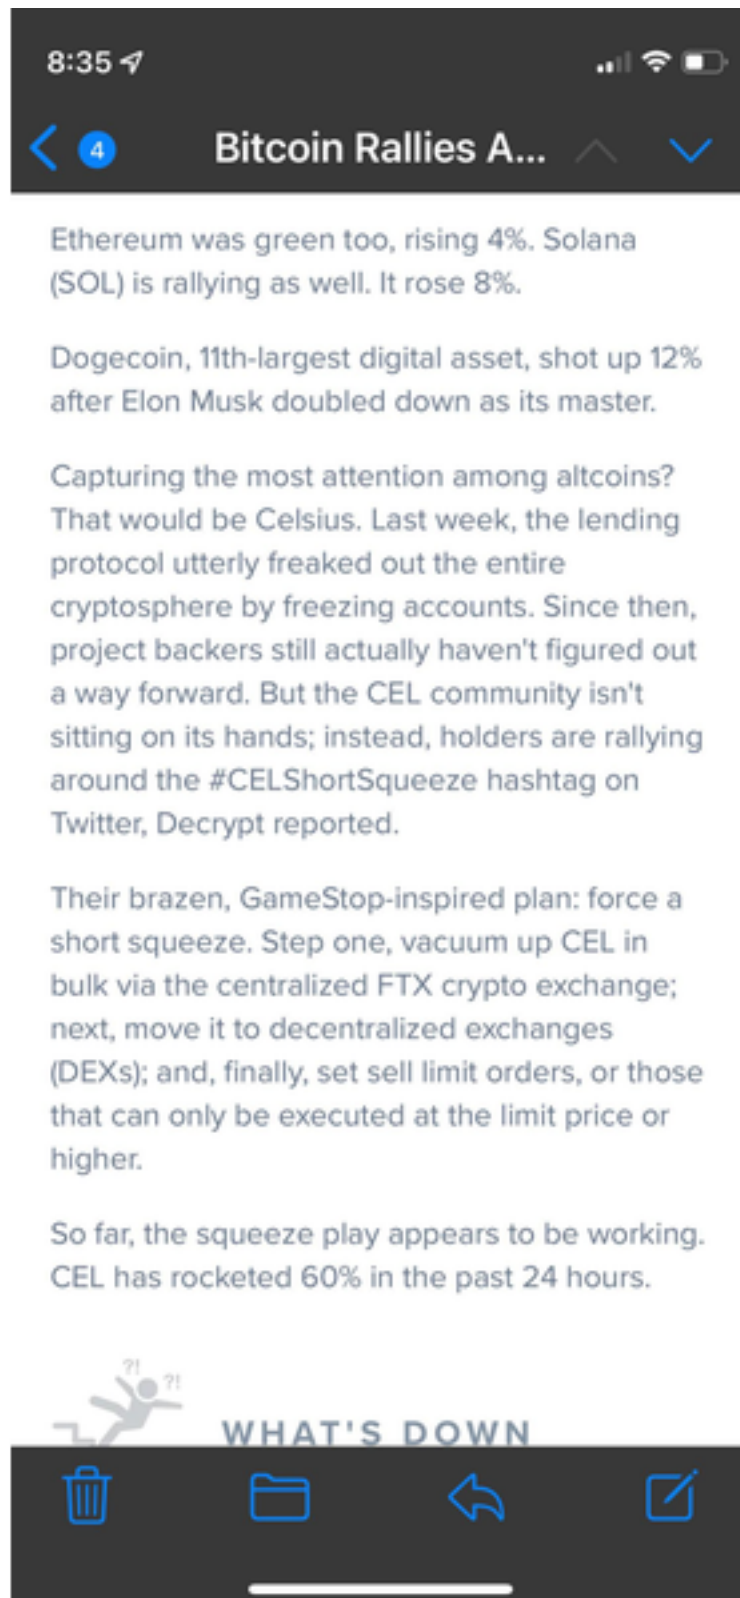 8:35
4
Bitcoin Rallies A...
Ethereum was green too, rising 4%. Solana
(SOL) is rallying as well. It rose 8%.
Dogecoin, 11th-largest digital asset, shot up 12%
after Elon Musk doubled down as its master.
Capturing the most attention among altcoins?
That would be Celsius. Last week, the lending
protocol utterly freaked out the entire
cryptosphere by freezing accounts. Since then,
project backers still actually haven't figured out
a way forward. But the CEL community isn't
sitting on its hands; instead, holders are rallying
around the #CELShortSqueeze hashtag on
Twitter, Decrypt reported.
Their brazen, GameStop-inspired plan: force a
short squeeze. Step one, vacuum up CEL in
bulk via the centralized FTX crypto exchange;
next, move it to decentralized exchanges
(DEXs); and, finally, set sell limit orders, or those
that can only be executed at the limit price or
higher.
So far, the squeeze play appears to be working.
CEL has rocketed 60% in the past 24 hours.
?! ?!
WHAT'S DOWN